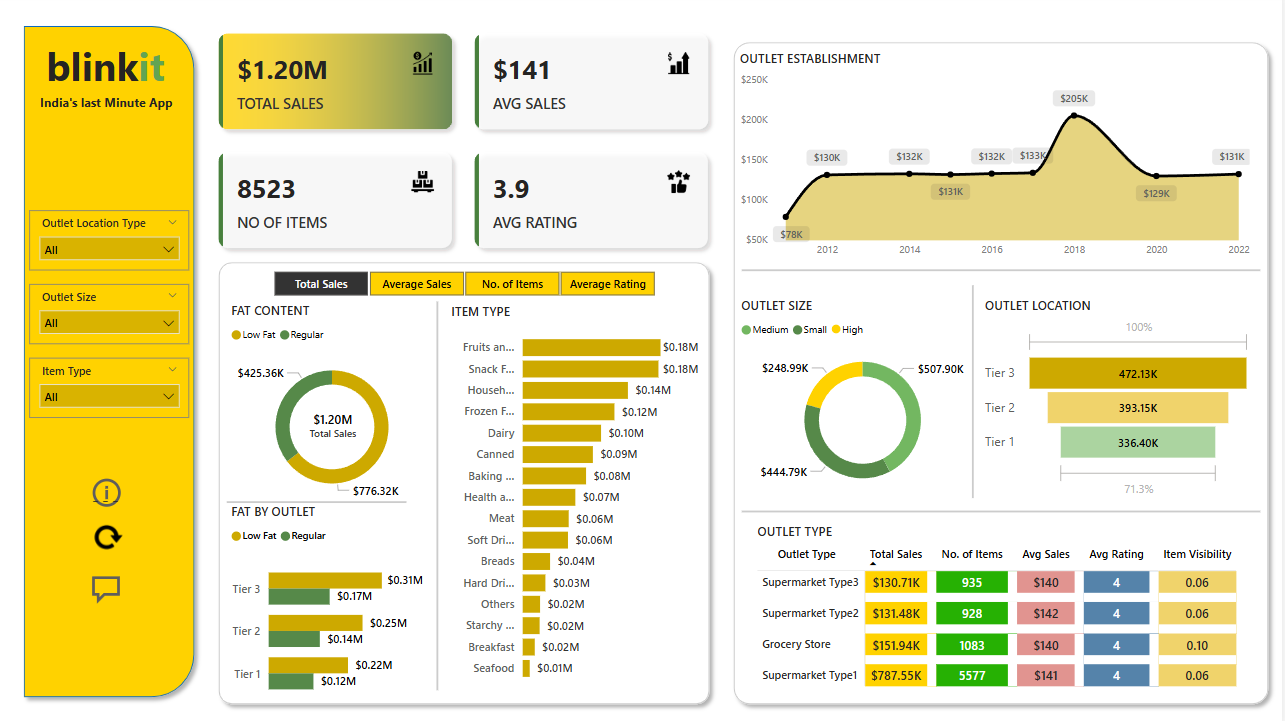 blinkit
India's last Minute App
Outlet Location Type
All
Outlet Size
All
Item Type
All
$1.20M
TOTAL SALES
$141
AVG SALES
8523
NO OF ITEMS
3.9
AVG RATING
Total Sales
Average Sales
No. of Items
Average Rating
FAT CONTENT
Low Fat Regular
$425.36K
$1.20M
Total Sales
$776.32K
FAT BY OUTLET
Low Fat Regular
Tier 3 $0.31M
$0.17M
Tier 2 $0.25M
$0.14M
Tier 1 $0.22M
$0.12M
ITEM TYPE
Fruits an... $0.18M
Snack F... $0.18M
Househ... $0.14M
Frozen F... $0.12M
Dairy $0.10M
Canned $0.09M
Baking ... $0.08M
Health a... $0.07M
Meat $0.06M
Soft Dri... $0.06M
Breads $0.04M
Hard Dri... $0.03M
Others $0.02M
Starchy ... $0.02M
Breakfast $0.02M
Seafood $0.01M
OUTLET ESTABLISHMENT
$250K
$200K
$150K
$100K
$50K
$78K
$130K
$132K
$131K
$132K
$133K
$205K
$129K
$131K
2012 2014 2016 2018 2020 2022
OUTLET SIZE
Medium Small High
$248.99K
$507.90K
$444.79K
OUTLET LOCATION
100%
Tier 3 472.13K
Tier 2 393.15K
Tier 1 336.40K
71.3%
OUTLET TYPE
Outlet Type Total Sales No. of Items Avg Sales Avg Rating Item Visibility
Supermarket Type3 $130.71K 935 $140 4 0.06
Supermarket Type2 $131.48K 928 $142 4 0.06
Grocery Store $151.94K 1083 $140 4 0.10
Supermarket Type1 $787.55K 5577 $141 4 0.06